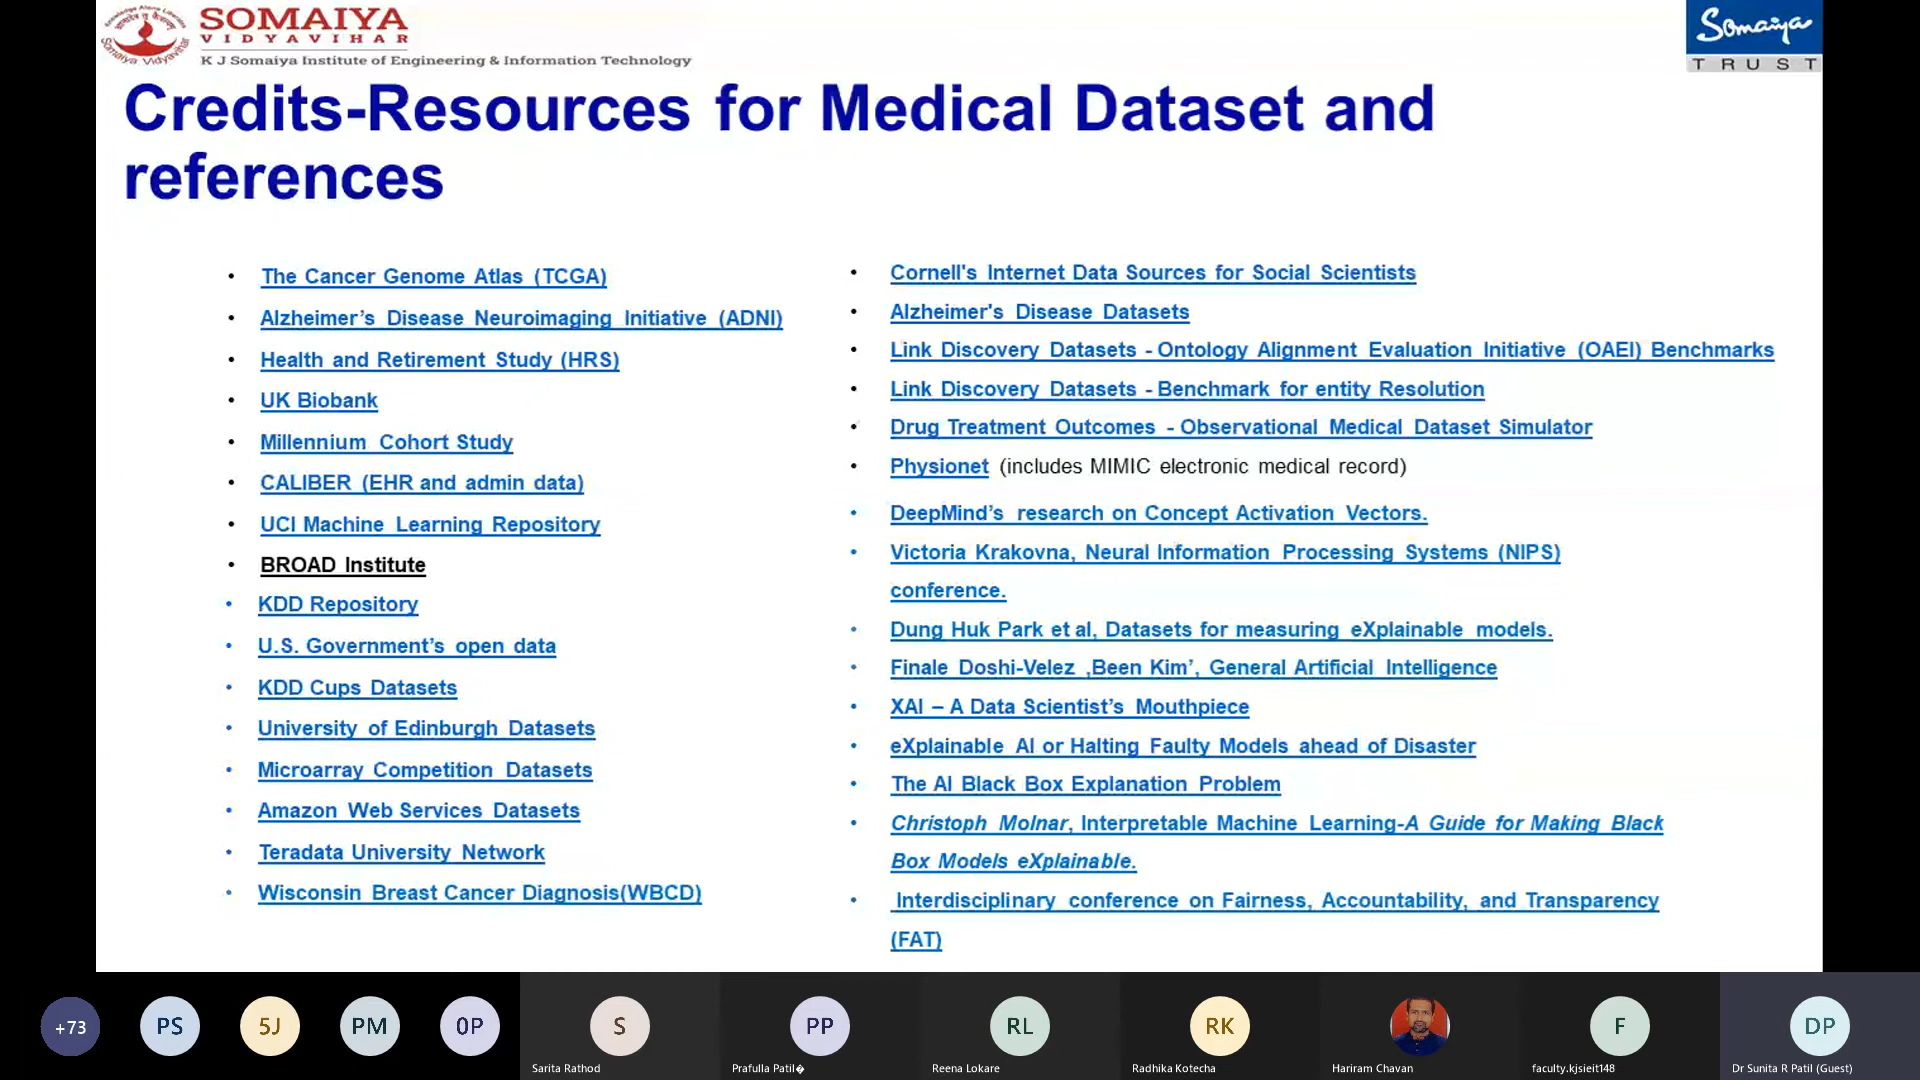 SOMAIYA
VIDYAVIHAR
K J Somaiya Institute of Engineering & Information Technology
Somaiya
TRUST
Credits-Resources for Medical Dataset and
references
• The Cancer Genome Atlas (TCGA)
• Alzheimer’s Disease Neuroimaging Initiative (ADNI)
• Health and Retirement Study (HRS)
• UK Biobank
• Millennium Cohort Study
• CALIBER (EHR and admin data)
• UCI Machine Learning Repository
• BROAD Institute
• KDD Repository
• U.S. Government’s open data
• KDD Cups Datasets
• University of Edinburgh Datasets
• Microarray Competition Datasets
• Amazon Web Services Datasets
• Teradata University Network
• Wisconsin Breast Cancer Diagnosis(WBCD)
• Cornell's Internet Data Sources for Social Scientists
• Alzheimer's Disease Datasets
• Link Discovery Datasets - Ontology Alignment Evaluation Initiative (OAEI) Benchmarks
• Link Discovery Datasets - Benchmark for entity Resolution
• Drug Treatment Outcomes - Observational Medical Dataset Simulator
• Physionet (includes MIMIC electronic medical record)
• DeepMind’s research on Concept Activation Vectors.
• Victoria Krakovna, Neural Information Processing Systems (NIPS)
conference.
• Dung Huk Park et al, Datasets for measuring eXplainable models.
• Finale Doshi-Velez ,Been Kim’, General Artificial Intelligence
• XAI – A Data Scientist’s Mouthpiece
• eXplainable AI or Halting Faulty Models ahead of Disaster
• The AI Black Box Explanation Problem
• Christoph Molnar, Interpretable Machine Learning-A Guide for Making Black
Box Models eXplainable.
• Interdisciplinary conference on Fairness, Accountability, and Transparency
(FAT)
+73 PS 5J PM 0P S PP RL RK F DP
Sarita Rathod Prafulla Patil� Reena Lokare Radhika Kotecha Hariram Chavan faculty.kjsieit148 Dr Sunita R Patil (Guest)